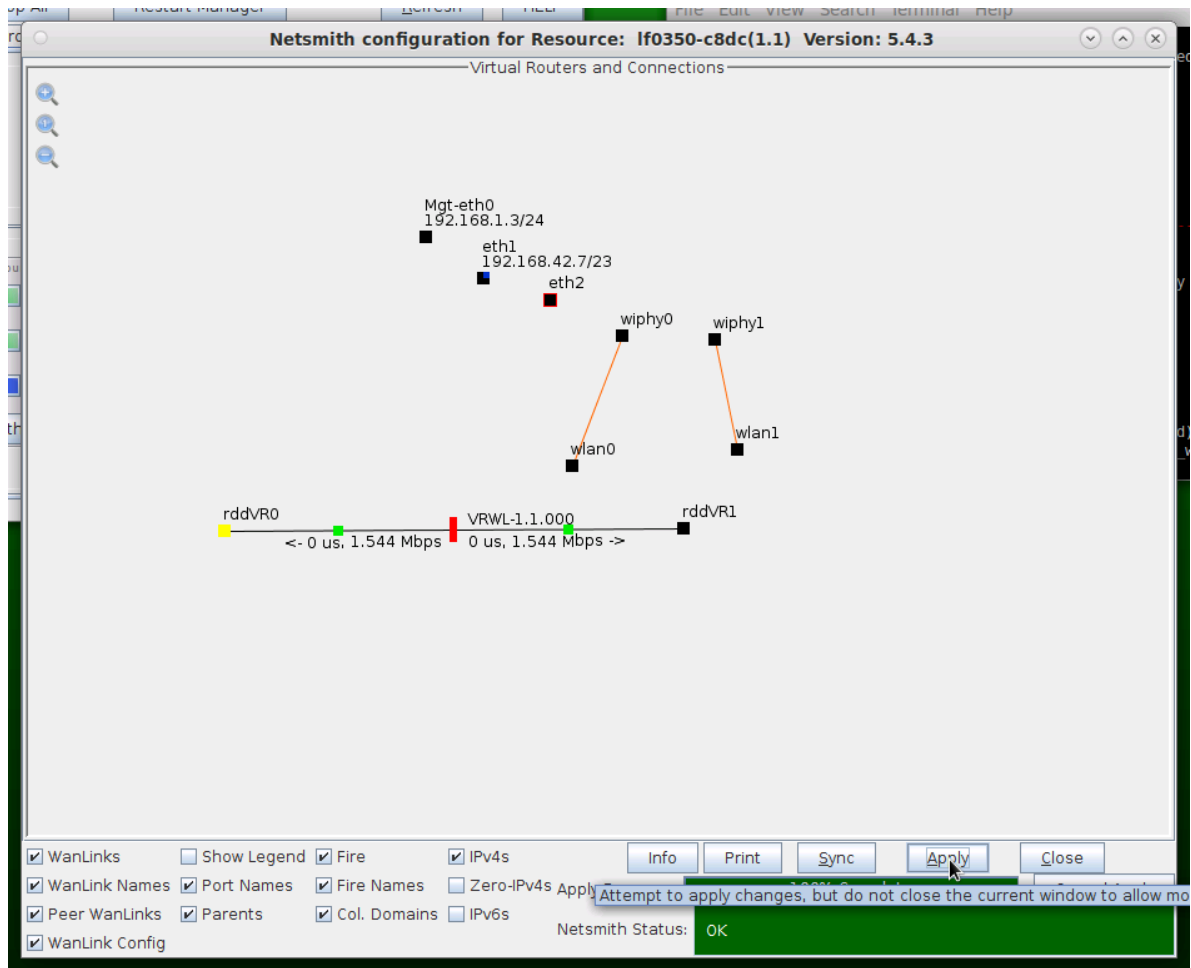 Restart Manager Refresh HELP File Edit View Search Terminal Help
Netsmith configuration for Resource: lf0350-c8dc(1.1) Version: 5.4.3
Virtual Routers and Connections
Mgt-eth0
192.168.1.3/24
eth1
192.168.42.7/23
eth2
wiphy0 wiphy1
wlan0 wlan1
rddVR0 VRWL-1.1.000 rddVR1
<- 0 us, 1.544 Mbps 0 us, 1.544 Mbps ->
WanLinks Show Legend Fire IPv4s Info Print Sync Apply Close
WanLink Names Port Names Fire Names Zero-IPv4s Apply
Attempt to apply changes, but do not close the current window to allow mo
Peer WanLinks Parents Col. Domains IPv6s
Netsmith Status: OK
WanLink Config